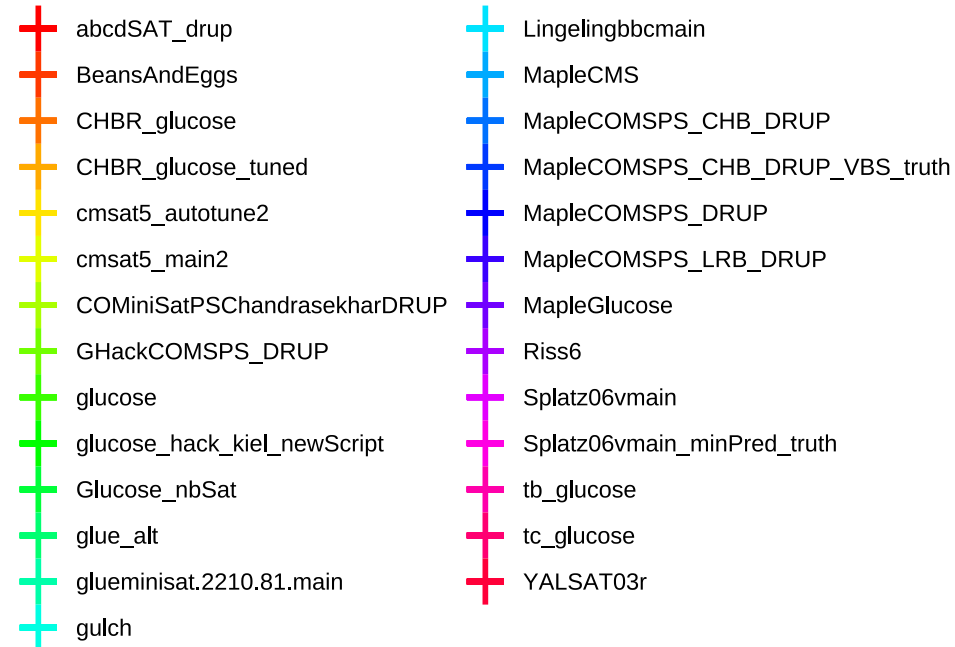 abcdSAT_drup
BeansAndEggs
CHBR_glucose
CHBR_glucose_tuned
cmsat5_autotune2
cmsat5_main2
COMiniSatPSChandrasekharDRUP
GHackCOMSPS_DRUP
glucose
glucose_hack_kiel_newScript
Glucose_nbSat
glue_alt
glueminisat.2210.81.main
gulch
Lingelingbbcmain
MapleCMS
MapleCOMSPS_CHB_DRUP
MapleCOMSPS_CHB_DRUP_VBS_truth
MapleCOMSPS_DRUP
MapleCOMSPS_LRB_DRUP
MapleGlucose
Riss6
Splatz06vmain
Splatz06vmain_minPred_truth
tb_glucose
tc_glucose
YALSAT03r